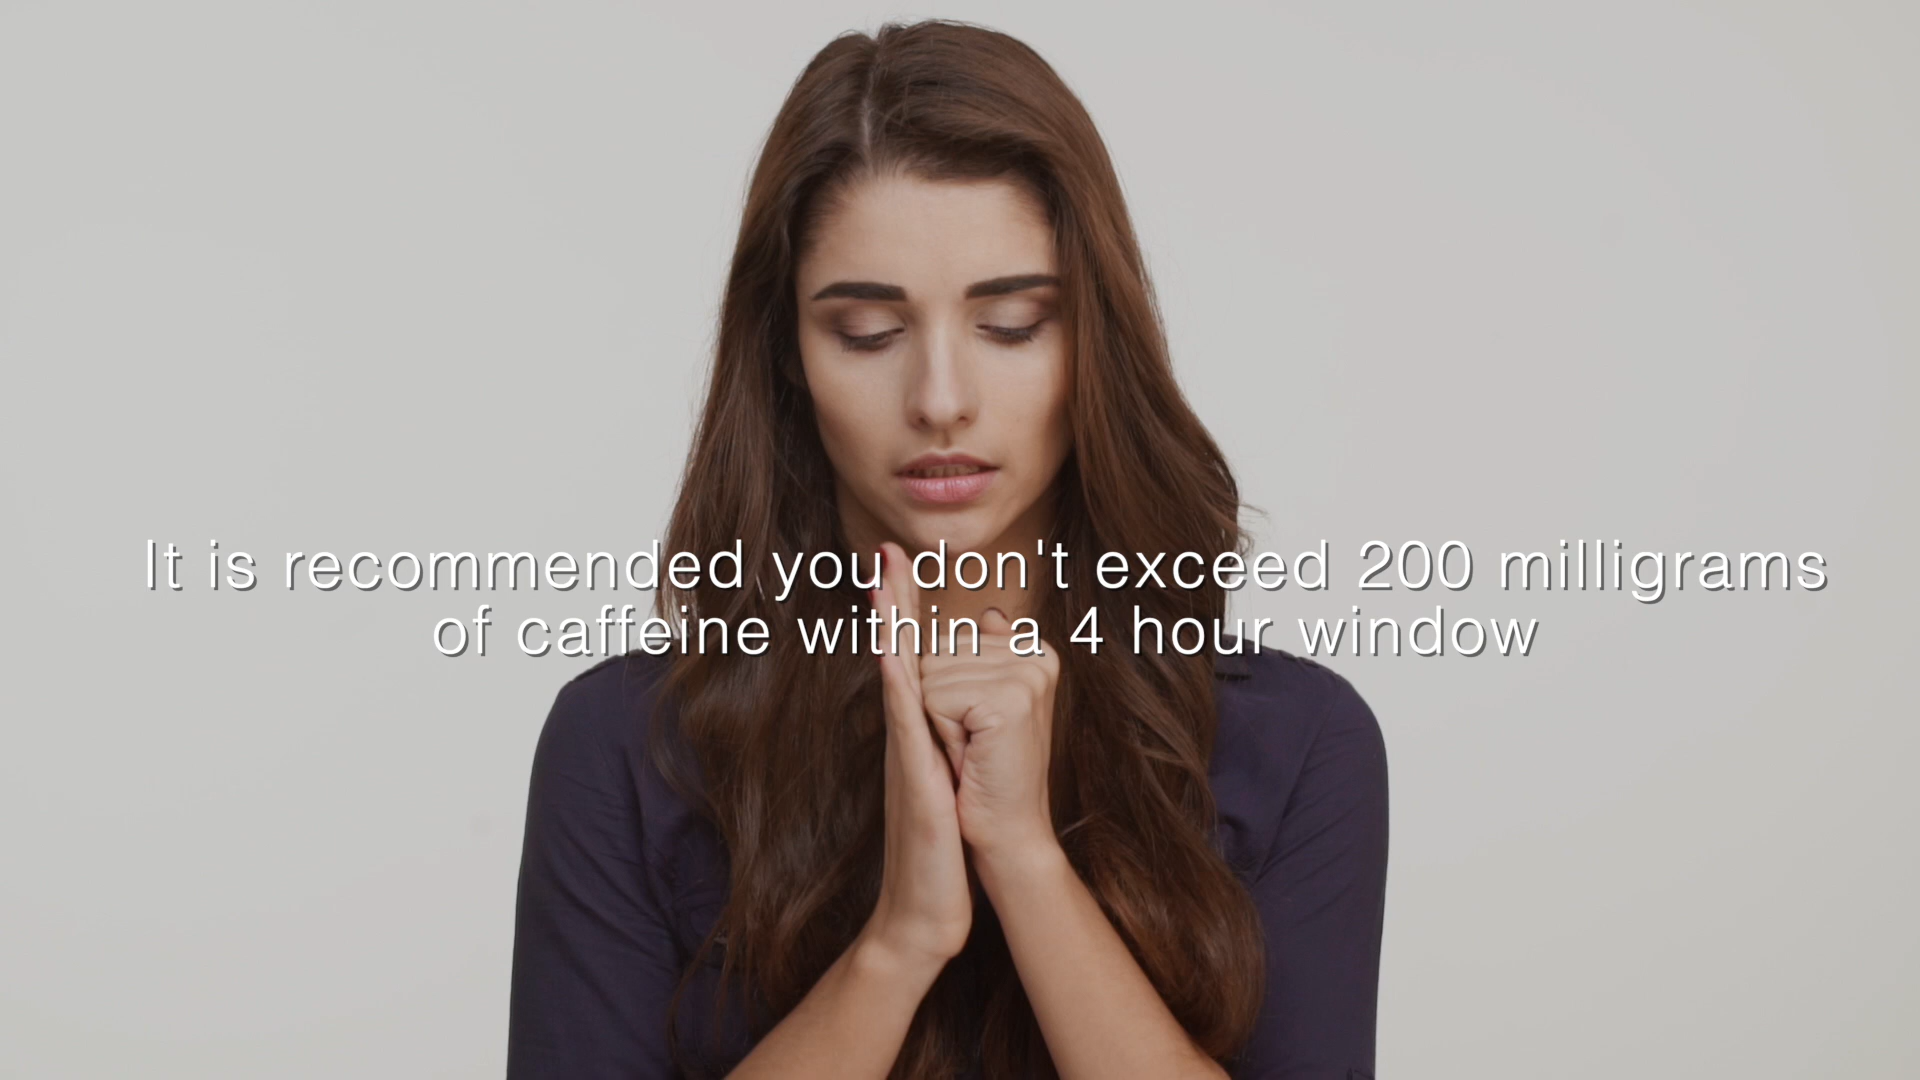 It is recommended you don't exceed 200 milligrams
of caffeine within a 4 hour window